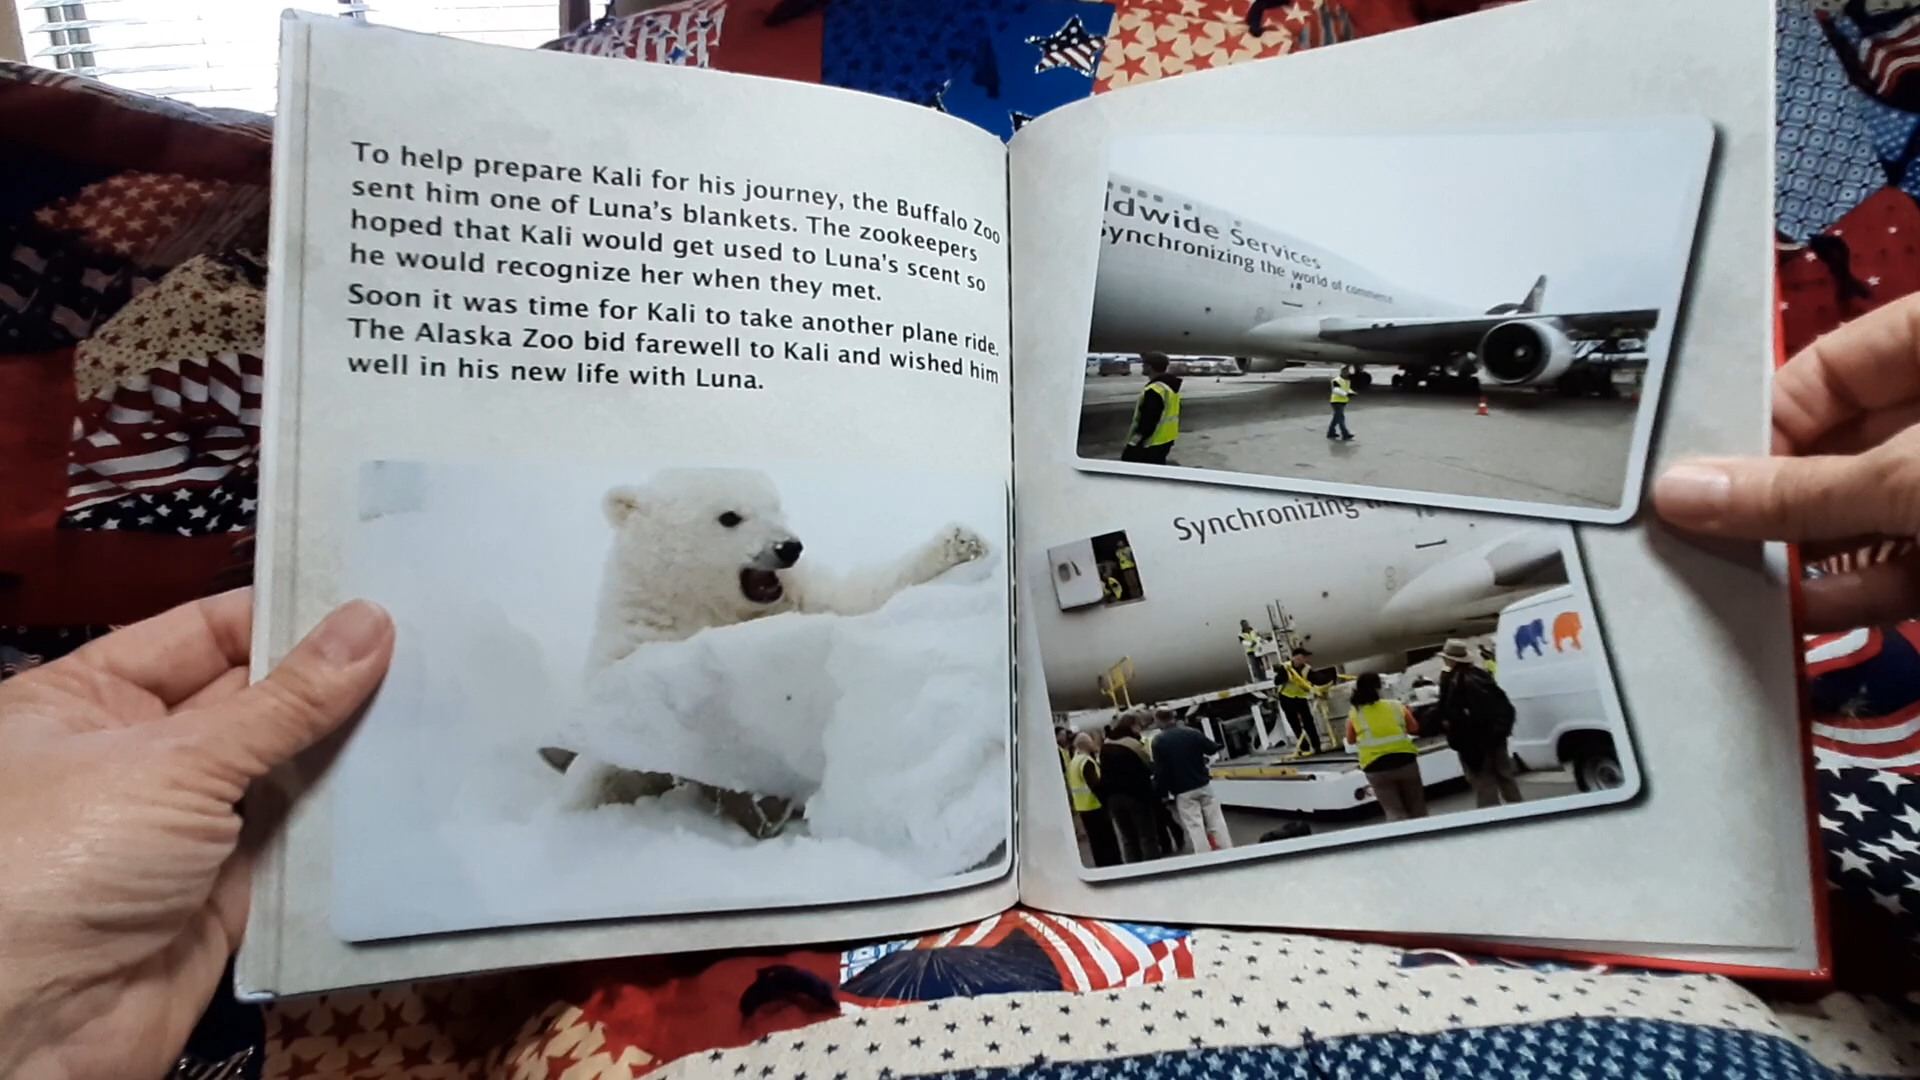 To help prepare Kali for his journey, the Buffalo Zoo
sent him one of Luna's blankets. The zookeepers
hoped that Kali would get used to Luna's scent so
he would recognize her when they met.
Soon it was time for Kali to take another plane ride.
The Alaska Zoo bid farewell to Kali and wished him
well in his new life with Luna.
ldwide Services
Synchronizing the world of commerce
Synchronizing